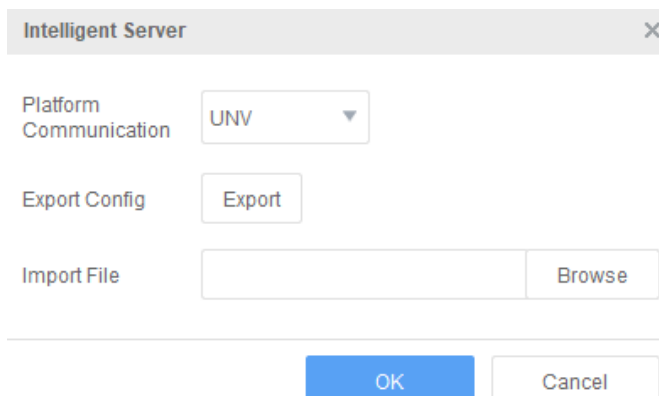 Intelligent Server
Platform
Communication
UNV
Export Config
Export
Import File
Browse
OK
Cancel